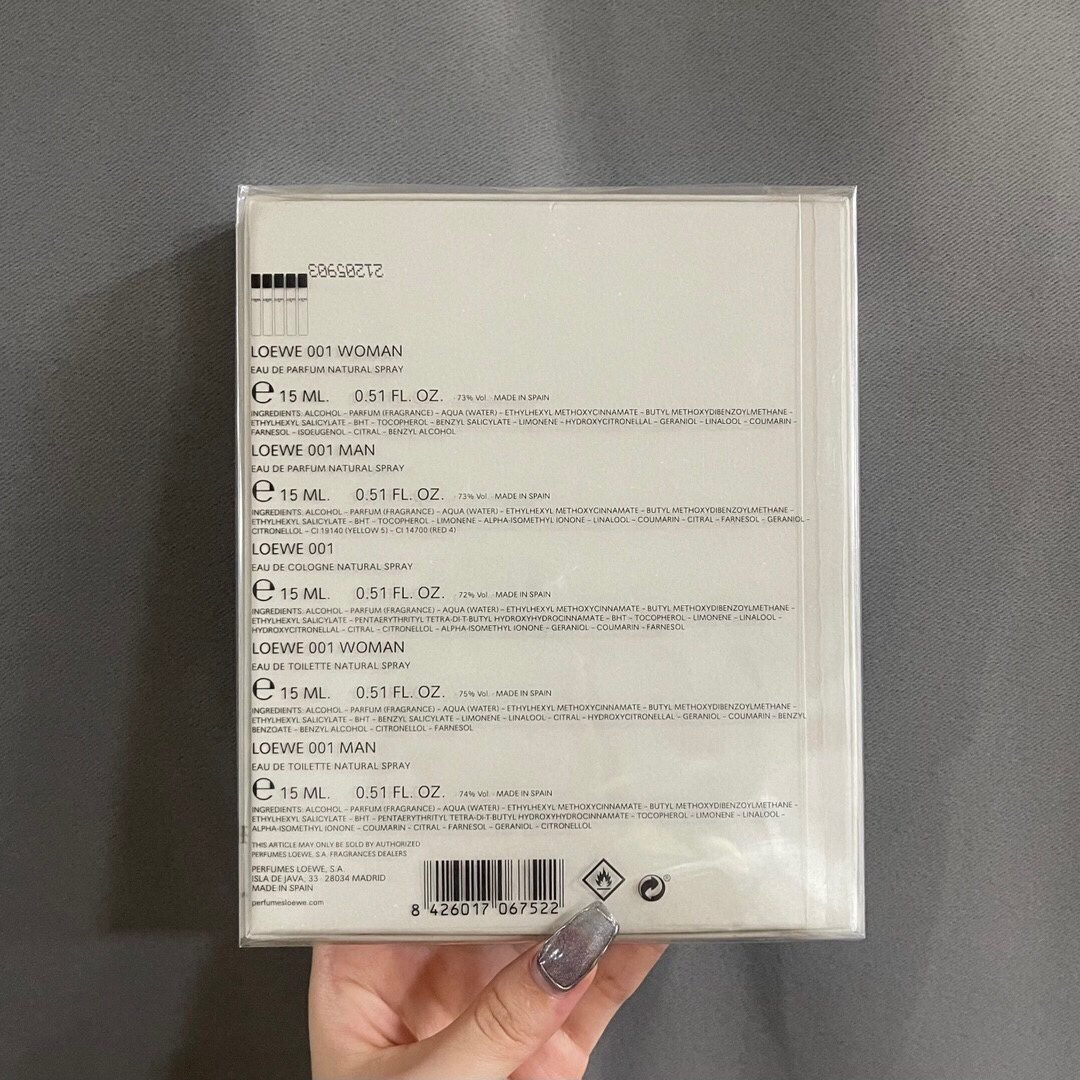 21205903
LOEWE 001 WOMAN
EAU DE PARFUM NATURAL SPRAY
e 15 ML. 0.51 FL. OZ. · 73% Vol. · MADE IN SPAIN
INGREDIENTS: ALCOHOL – PARFUM (FRAGRANCE) – AQUA (WATER) – ETHYLHEXYL METHOXYCINNAMATE – BUTYL METHOXYDIBENZOYLMETHANE –
ETHYLHEXYL SALICYLATE – BHT – TOCOPHEROL – BENZYL SALICYLATE – LIMONENE – HYDROXYCITRONELLAL – GERANIOL – LINALOOL – COUMARIN –
FARNESOL – ISOEUGENOL – CITRAL – BENZYL ALCOHOL
LOEWE 001 MAN
EAU DE PARFUM NATURAL SPRAY
e 15 ML. 0.51 FL. OZ. · 73% Vol. · MADE IN SPAIN
INGREDIENTS: ALCOHOL – PARFUM (FRAGRANCE) – AQUA (WATER) – ETHYLHEXYL METHOXYCINNAMATE – BUTYL METHOXYDIBENZOYLMETHANE –
ETHYLHEXYL SALICYLATE – BHT – TOCOPHEROL – LIMONENE – ALPHA-ISOMETHYL IONONE – LINALOOL – COUMARIN – CITRAL – FARNESOL – GERANIOL –
CITRONELLOL – CI 19140 (YELLOW 5) – CI 14700 (RED 4)
LOEWE 001
EAU DE COLOGNE NATURAL SPRAY
e 15 ML. 0.51 FL. OZ. · 72% Vol. · MADE IN SPAIN
INGREDIENTS: ALCOHOL – PARFUM (FRAGRANCE) – AQUA (WATER) – ETHYLHEXYL METHOXYCINNAMATE – BUTYL METHOXYDIBENZOYLMETHANE –
ETHYLHEXYL SALICYLATE – PENTAERYTHRITYL TETRA-DI-T-BUTYL HYDROXYHYDROCINNAMATE – BHT – TOCOPHEROL – LIMONENE – LINALOOL –
HYDROXYCITRONELLAL – CITRAL – CITRONELLOL – ALPHA-ISOMETHYL IONONE – GERANIOL – COUMARIN – FARNESOL
LOEWE 001 WOMAN
EAU DE TOILETTE NATURAL SPRAY
e 15 ML. 0.51 FL. OZ. · 75% Vol. · MADE IN SPAIN
INGREDIENTS: ALCOHOL – PARFUM (FRAGRANCE) – AQUA (WATER) – ETHYLHEXYL METHOXYCINNAMATE – BUTYL METHOXYDIBENZOYLMETHANE –
ETHYLHEXYL SALICYLATE – BHT – BENZYL SALICYLATE – LIMONENE – LINALOOL – CITRAL – HYDROXYCITRONELLAL – GERANIOL – COUMARIN – BENZYL
BENZOATE – BENZYL ALCOHOL – CITRONELLOL – FARNESOL
LOEWE 001 MAN
EAU DE TOILETTE NATURAL SPRAY
e 15 ML. 0.51 FL. OZ. · 74% Vol. · MADE IN SPAIN
INGREDIENTS: ALCOHOL – PARFUM (FRAGRANCE) – AQUA (WATER) – ETHYLHEXYL METHOXYCINNAMATE – BUTYL METHOXYDIBENZOYLMETHANE –
ETHYLHEXYL SALICYLATE – BHT – PENTAERYTHRITYL TETRA-DI-T-BUTYL HYDROXYHYDROCINNAMATE – TOCOPHEROL – LIMONENE – LINALOOL –
ALPHA-ISOMETHYL IONONE – COUMARIN – CITRAL – FARNESOL – GERANIOL – CITRONELLOL
THIS ARTICLE MAY ONLY BE SOLD BY AUTHORIZED
PERFUMES LOEWE, S.A. FRAGRANCES DEALERS
PERFUMES LOEWE, S.A.
ISLA DE JAVA, 33 · 28034 MADRID
MADE IN SPAIN
perfumesloewe.com
8 426017 067522